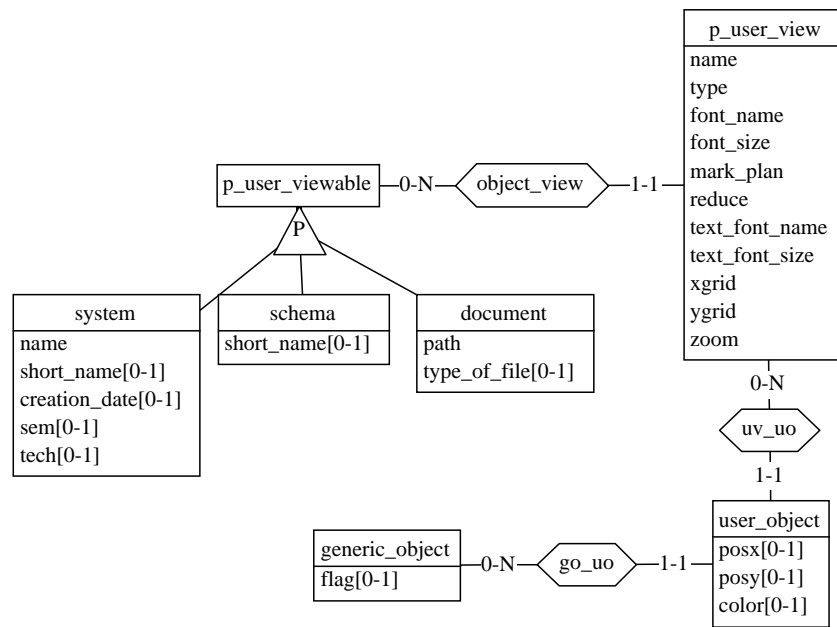 p_user_view
name
type
font_name
font_size
mark_plan
reduce
text_font_name
text_font_size
xgrid
ygrid
zoom
p_user_viewable
0-N
object_view
1-1
P
system
name
short_name[0-1]
creation_date[0-1]
sem[0-1]
tech[0-1]
schema
short_name[0-1]
document
path
type_of_file[0-1]
0-N
uv_uo
1-1
generic_object
flag[0-1]
0-N
go_uo
1-1
user_object
posx[0-1]
posy[0-1]
color[0-1]